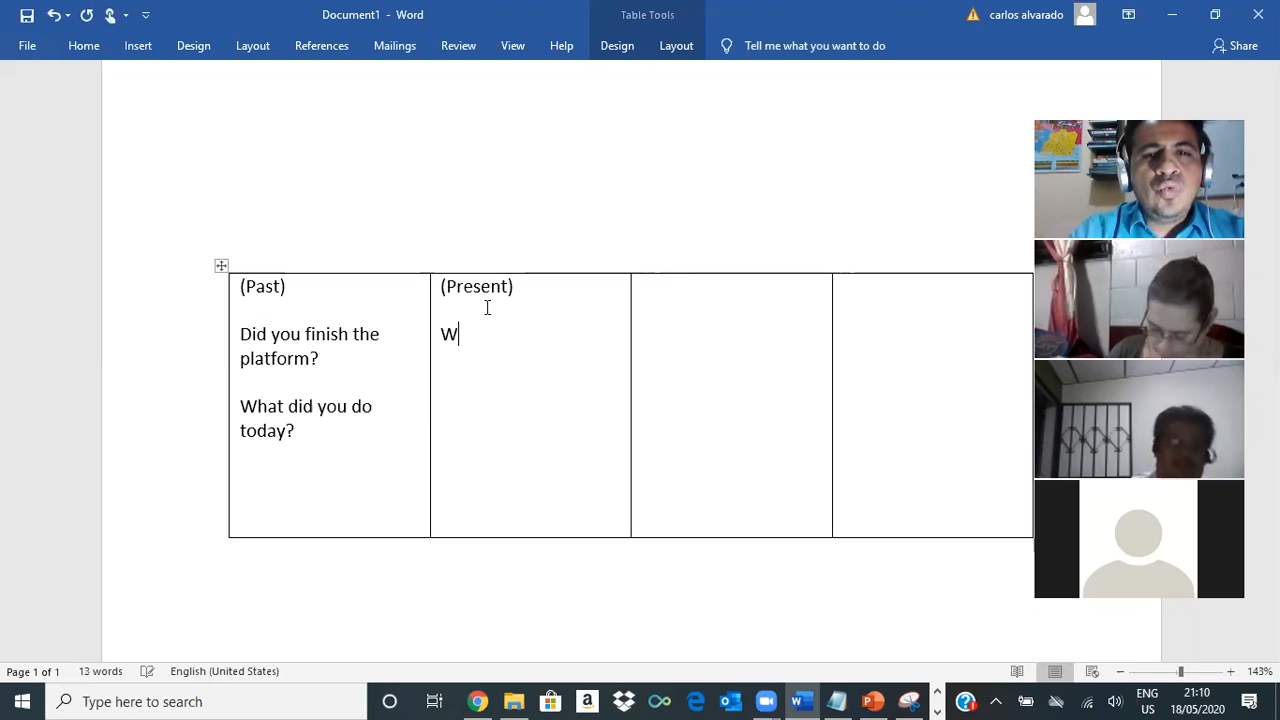 Document1 - Word
Table Tools
carlos alvarado
File
Home
Insert
Design
Layout
References
Mailings
Review
View
Help
Design
Layout
Tell me what you want to do
Share
(Past)
Did you finish the
platform?
What did you do
today?
(Present)
W
Page 1 of 1
13 words
English (United States)
143%
Type here to search
ENG
US
21:10
18/05/2020